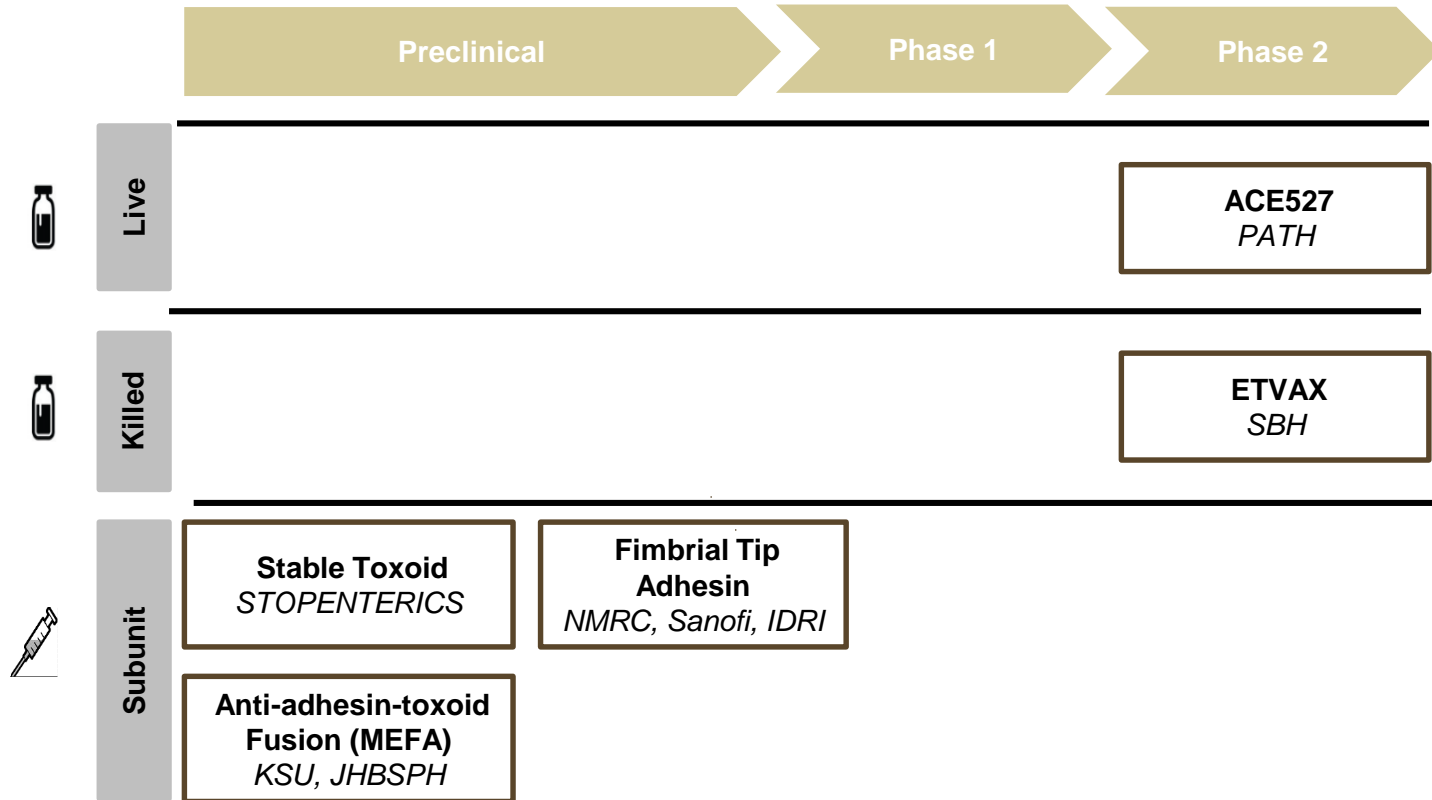 Preclinical
Phase 1
Phase 2
Live
ACE527
PATH
Killed
ETVAX
SBH
Subunit
Stable Toxoid
STOPENTERICS
Fimbrial Tip
Adhesin
NMRC, Sanofi, IDRI
Anti-adhesin-toxoid
Fusion (MEFA)
KSU, JHBSPH